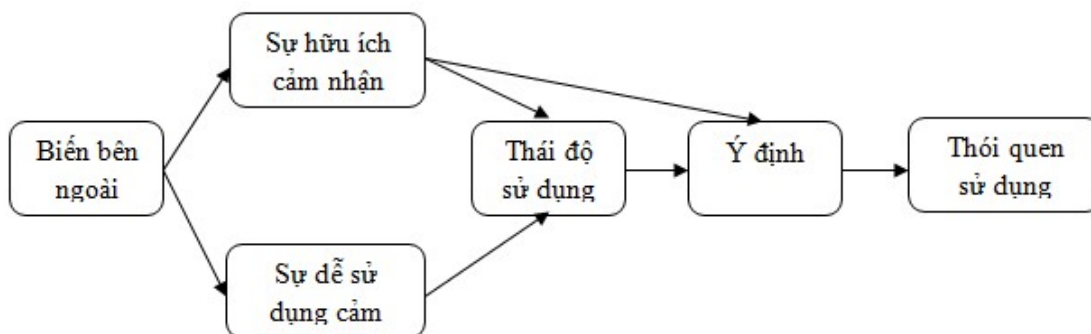 Sự hữu ích
cảm nhận
Biến bên
ngoài
Thái độ
sử dụng
Ý định
Thói quen
sử dụng
Sự dễ sử
dụng cảm